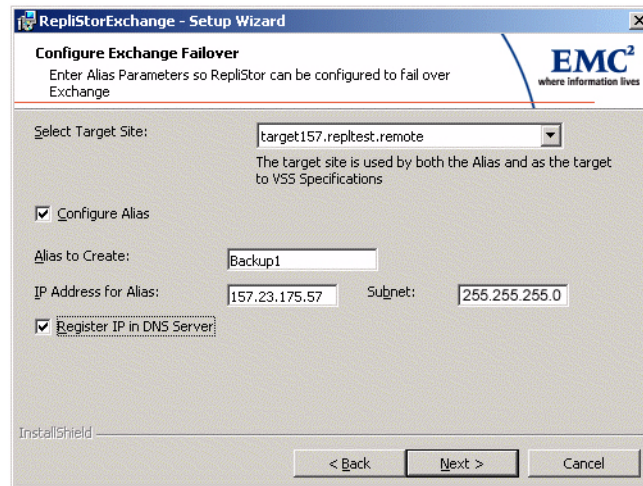 RepliStorExchange - Setup Wizard
Configure Exchange Failover
Enter Alias Parameters so RepliStor can be configured to fail over
Exchange
EMC²
where information lives
Select Target Site:
target157.repltest.remote
The target site is used by both the Alias and as the target
to VSS Specifications
Configure Alias
Alias to Create:
Backup1
IP Address for Alias:
157.23.175.57
Subnet:
255.255.255.0
Register IP in DNS Server
InstallShield
< Back
Next >
Cancel